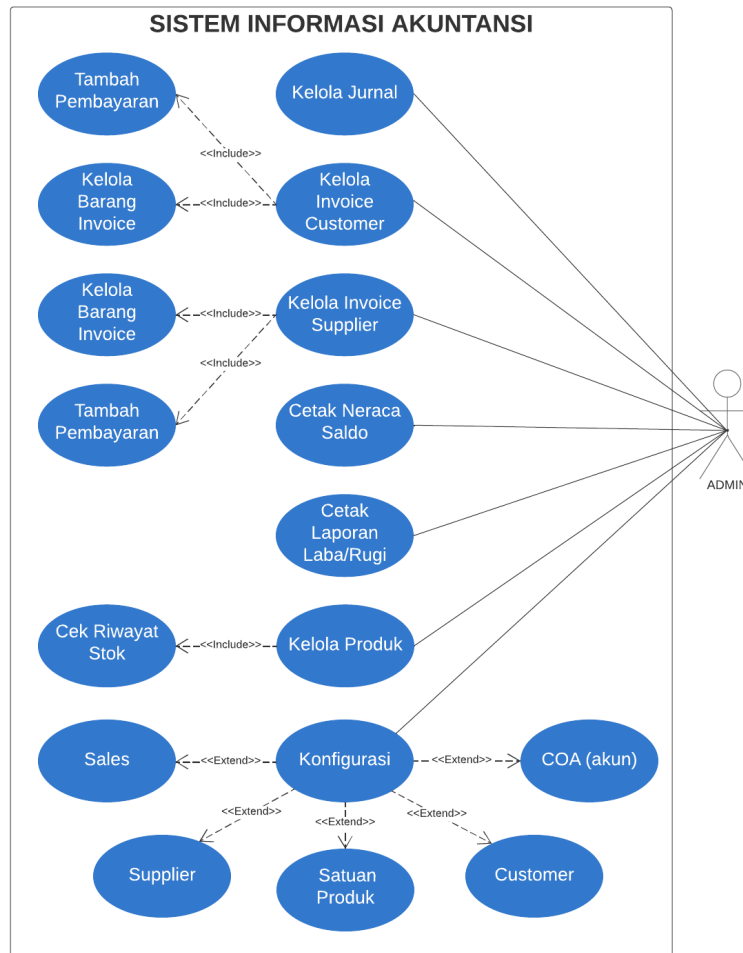 SISTEM INFORMASI AKUNTANSI
Tambah
Pembayaran
Kelola Jurnal
<<Include>>
Kelola
Barang
Invoice
<<Include>>
Kelola
Invoice
Customer
Kelola
Barang
Invoice
<<Include>>
Kelola Invoice
Supplier
<<Include>>
Tambah
Pembayaran
Cetak Neraca
Saldo
ADMIN
Cetak
Laporan
Laba/Rugi
Cek Riwayat
Stok
<<Include>>
Kelola Produk
Sales
<<Extend>>
Konfigurasi
<<Extend>>
COA (akun)
<<Extend>>
<<Extend>>
<<Extend>>
Supplier
Satuan
Produk
Customer